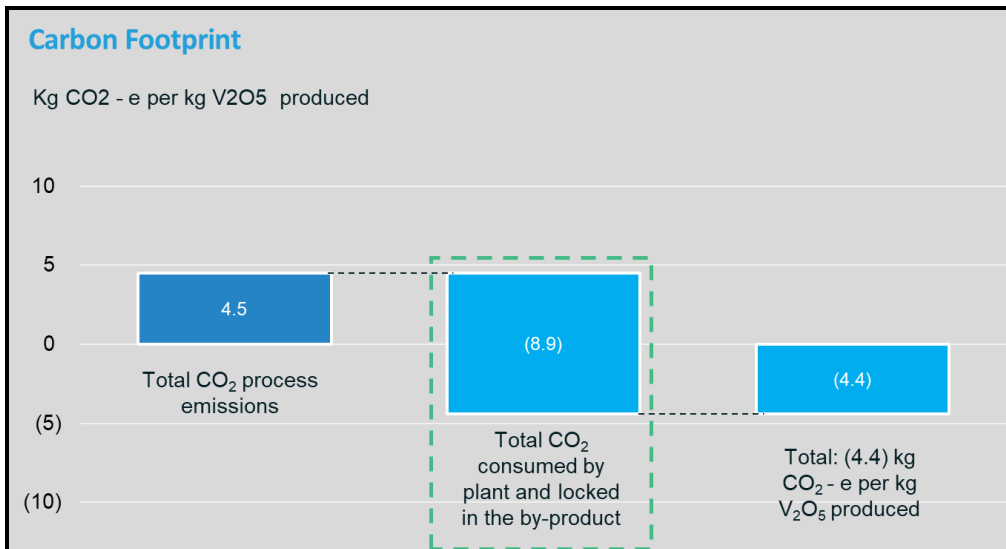 Carbon Footprint
Kg CO2 - e per kg V2O5 produced
10
5
0
(5)
(10)
4.5
(8.9)
(4.4)
Total CO₂ process
emissions
Total CO₂
consumed by
plant and locked
in the by-product
Total: (4.4) kg
CO₂ - e per kg
V₂O₅ produced